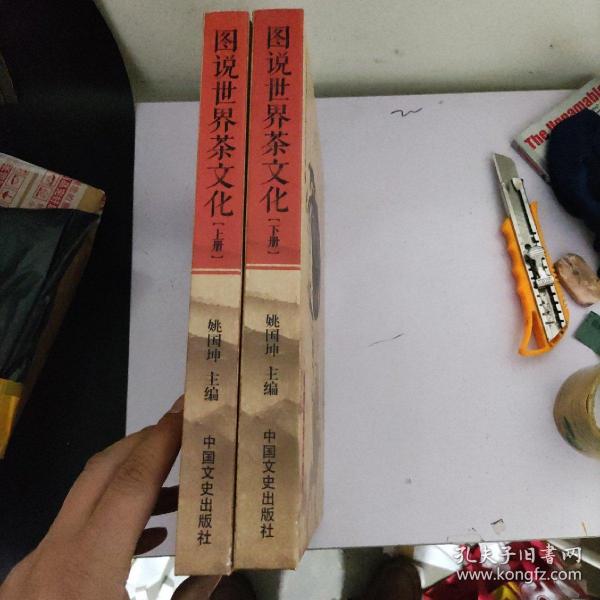 图说世界茶文化
[上册]
姚国坤 主编
中国文史出版社
图说世界茶文化
[下册]
姚国坤 主编
中国文史出版社
The Unnamable
孔夫子旧书网
www.kongfz.com